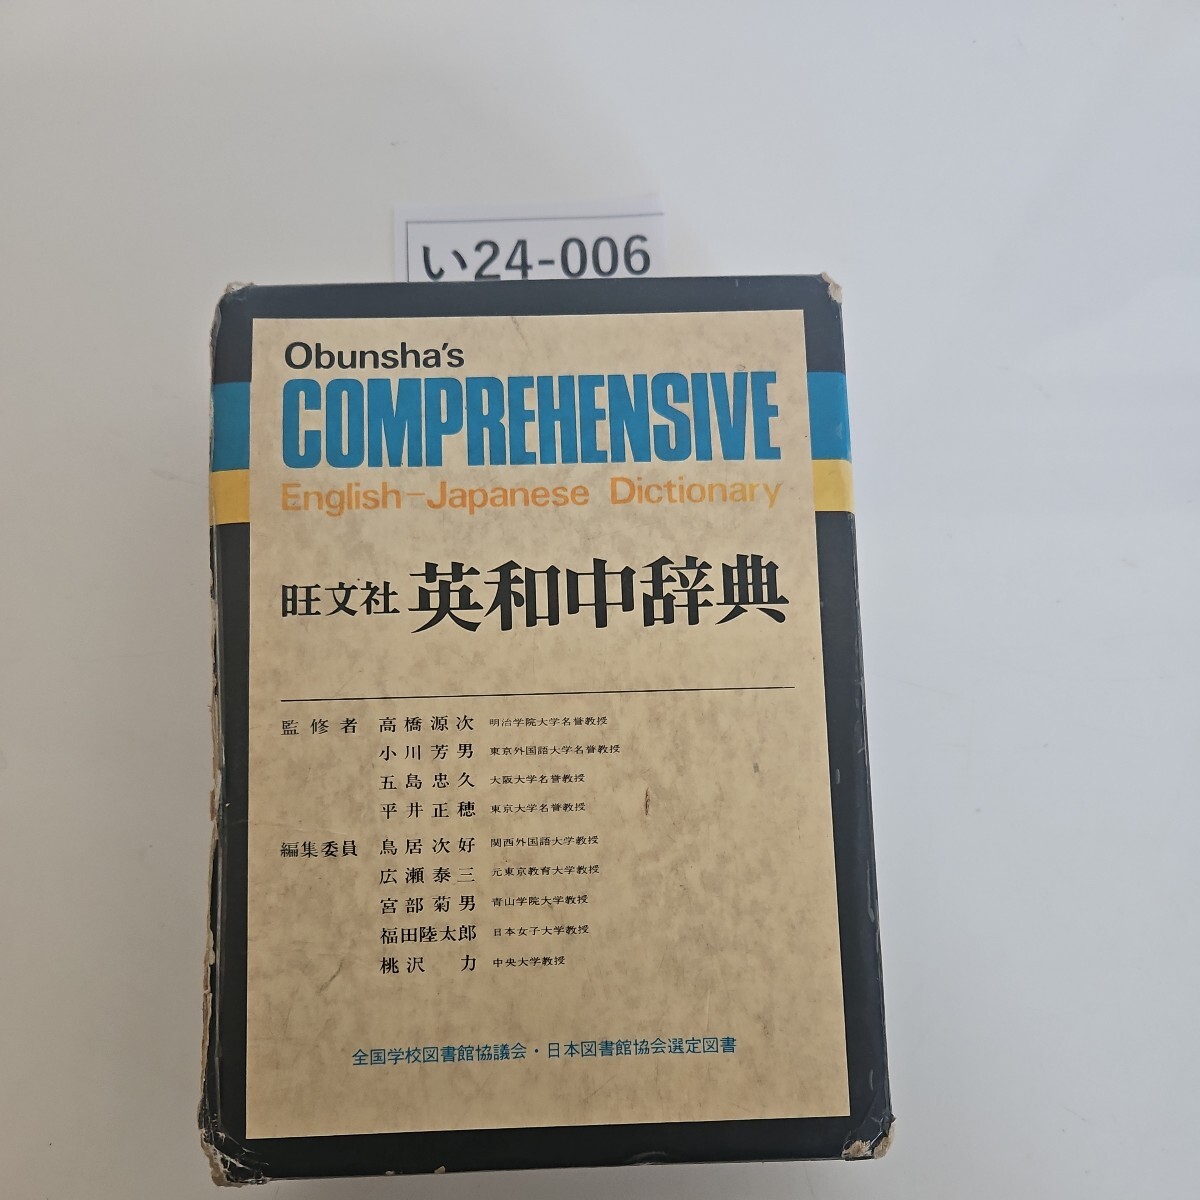 い24-006
Obunsha's
COMPREHENSIVE
English-Japanese Dictionary
旺文社 英和中辞典
監修者 高橋源次 明治学院大学名誉教授
小川芳男 東京外国語大学名誉教授
五島忠久 大阪大学名誉教授
平井正穂 東京大学名誉教授
編集委員 鳥居次好 関西外国語大学教授
広瀬泰三 元東京教育大学教授
宮部菊男 青山学院大学教授
福田陸太郎 日本女子大学教授
桃沢力 中央大学教授
全国学校図書館協議会・日本図書館協会選定図書